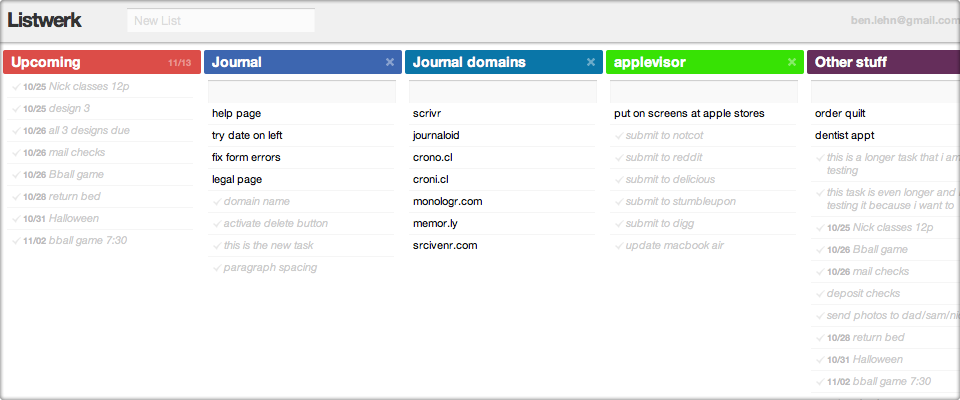 Listwerk
New List
ben.lehn@gmail.com
Upcoming 11/13
10/25 Nick classes 12p
10/25 design 3
10/26 all 3 designs due
10/26 mail checks
10/26 Bball game
10/28 return bed
10/31 Halloween
11/02 bball game 7:30
Journal
help page
try date on left
fix form errors
legal page
domain name
activate delete button
this is the new task
paragraph spacing
Journal domains
scrivr
journaloid
crono.cl
croni.cl
monologr.com
memor.ly
srcivenr.com
applevisor
put on screens at apple stores
submit to notcot
submit to reddit
submit to delicious
submit to stumbleupon
submit to digg
update macbook air
Other stuff
order quilt
dentist appt
this is a longer task that i am
testing
this task is even longer and
testing it because i want to
10/25 Nick classes 12p
10/26 Bball game
10/26 mail checks
deposit checks
send photos to dad/sam/
10/28 return bed
10/31 Halloween
11/02 bball game 7:30